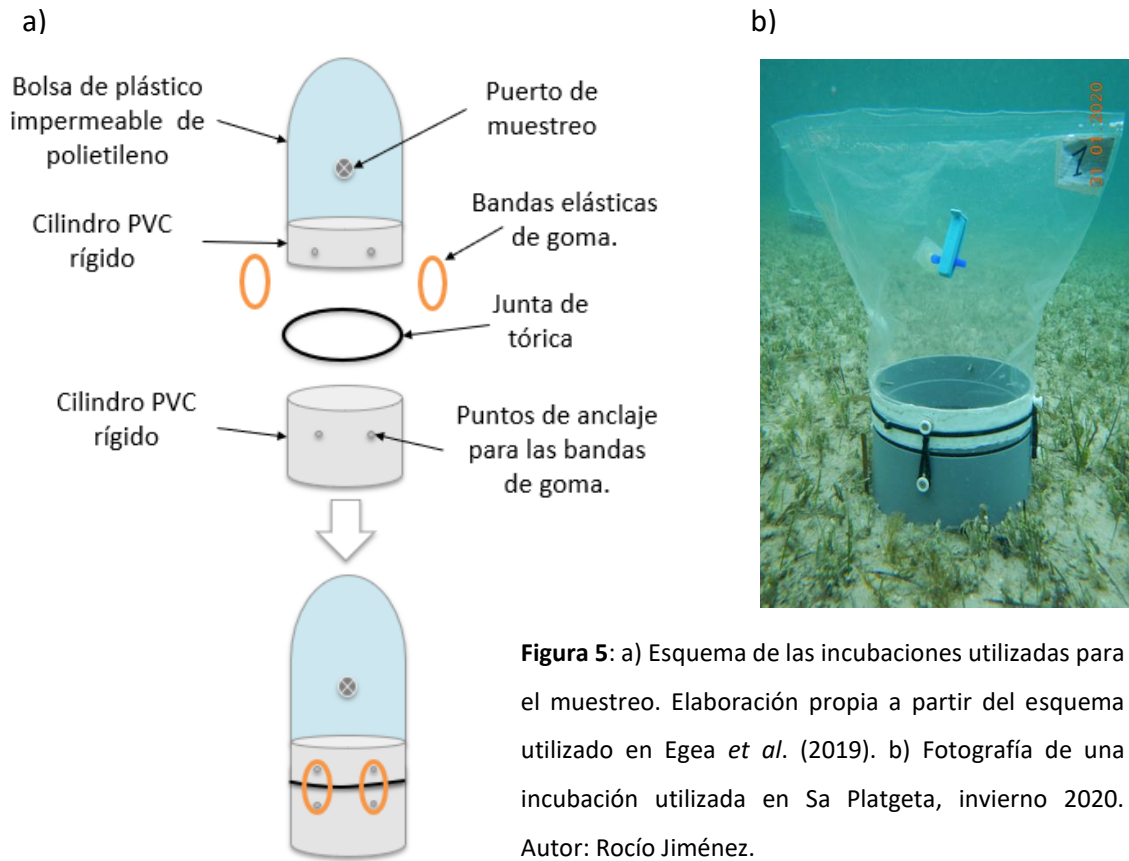 a)
b)
Bolsa de plástico
impermeable de
polietileno
Puerto de
muestreo
Cilindro PVC
rígido
Bandas elásticas
de goma.
Junta de
tórica
Cilindro PVC
rígido
Puntos de anclaje
para las bandas
de goma.
1
31 01 2020
Figura 5: a) Esquema de las incubaciones utilizadas para
el muestreo. Elaboración propia a partir del esquema
utilizado en Egea et al. (2019). b) Fotografía de una
incubación utilizada en Sa Platgeta, invierno 2020.
Autor: Rocío Jiménez.